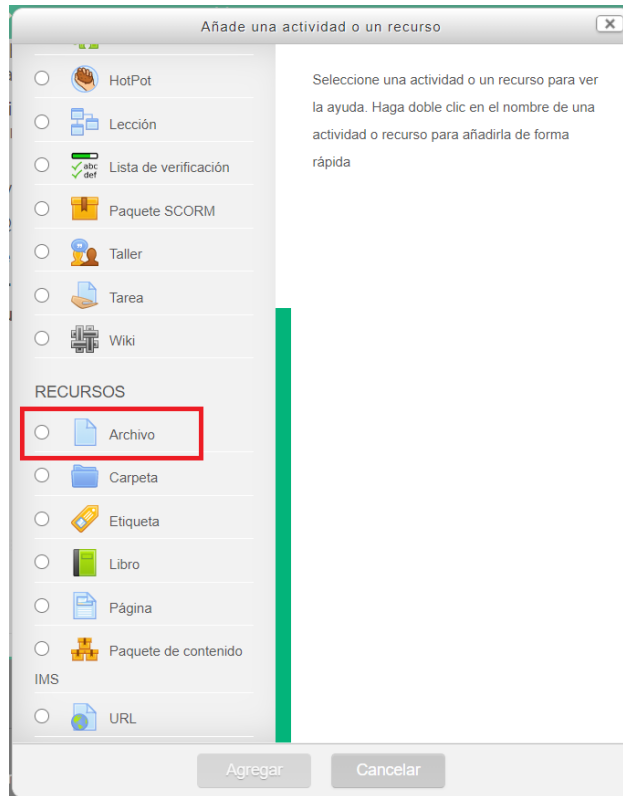 Añade una actividad o un recurso
HotPot
Lección
abc
def
Lista de verificación
Paquete SCORM
Taller
Tarea
Wiki
RECURSOS
Archivo
Carpeta
Etiqueta
Libro
Página
Paquete de contenido
IMS
URL
Seleccione una actividad o un recurso para ver
la ayuda. Haga doble clic en el nombre de una
actividad o recurso para añadirla de forma
rápida
Agregar
Cancelar